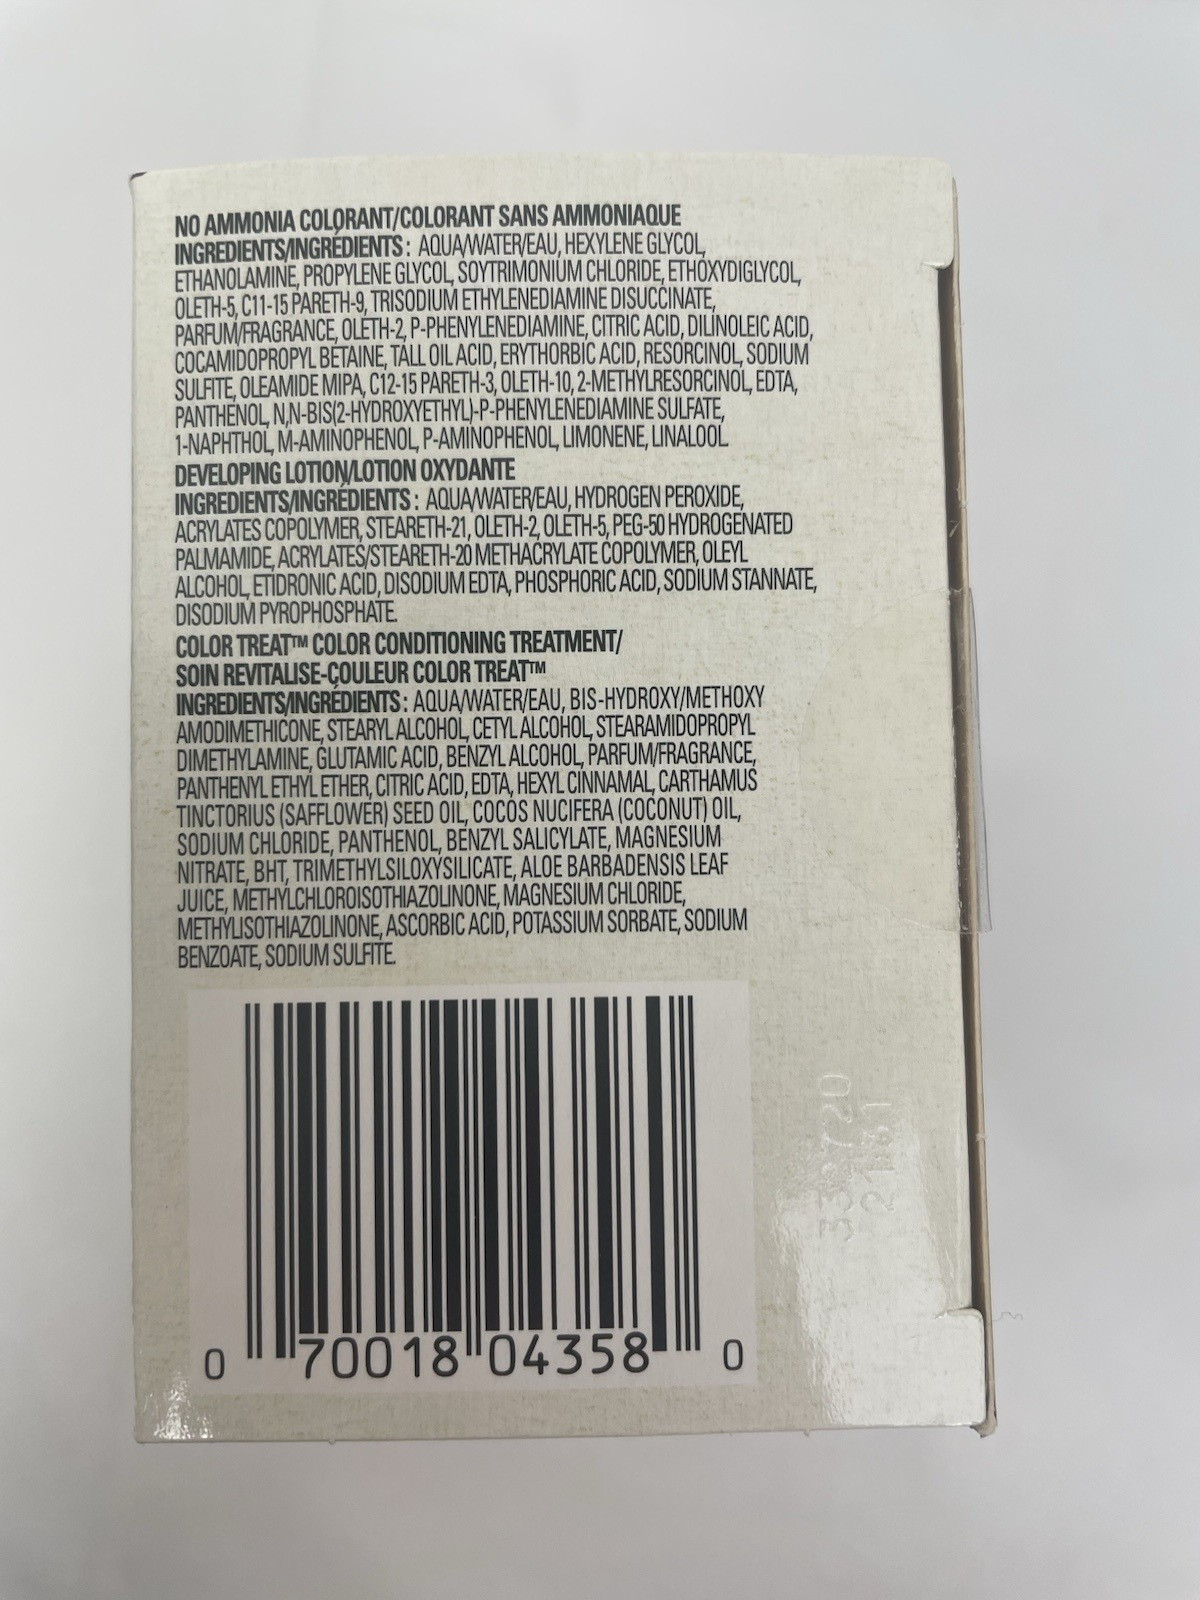 NO AMMONIA COLORANT/COLORANT SANS AMMONIAQUE
INGREDIENTS/INGRÉDIENTS : AQUA/WATER/EAU, HEXYLENE GLYCOL,
ETHANOLAMINE, PROPYLENE GLYCOL, SOYTRIMONIUM CHLORIDE, ETHOXYDIGLYCOL,
OLETH-5, C11-15 PARETH-9, TRISODIUM ETHYLENEDIAMINE DISUCCINATE,
PARFUM/FRAGRANCE, OLETH-2, P-PHENYLENEDIAMINE, CITRIC ACID, DILINOLEIC ACID,
COCAMIDOPROPYL BETAINE, TALL OIL ACID, ERYTHORBIC ACID, RESORCINOL, SODIUM
SULFITE, OLEAMIDE MIPA, C12-15 PARETH-3, OLETH-10, 2-METHYLRESORCINOL, EDTA,
PANTHENOL, N,N-BIS(2-HYDROXYETHYL)-P-PHENYLENEDIAMINE SULFATE,
1-NAPHTHOL, M-AMINOPHENOL, P-AMINOPHENOL, LIMONENE, LINALOOL.
DEVELOPING LOTION/LOTION OXYDANTE
INGREDIENTS/INGRÉDIENTS : AQUA/WATER/EAU, HYDROGEN PEROXIDE,
ACRYLATES COPOLYMER, STEARETH-21, OLETH-2, OLETH-5, PEG-50 HYDROGENATED
PALMAMIDE, ACRYLATES/STEARETH-20 METHACRYLATE COPOLYMER, OLEYL
ALCOHOL, ETIDRONIC ACID, DISODIUM EDTA, PHOSPHORIC ACID, SODIUM STANNATE,
DISODIUM PYROPHOSPHATE.
COLOR TREAT™ COLOR CONDITIONING TREATMENT/
SOIN REVITALISE-COULEUR COLOR TREAT™
INGREDIENTS/INGRÉDIENTS : AQUA/WATER/EAU, BIS-HYDROXY/METHOXY
AMODIMETHICONE, STEARYL ALCOHOL, CETYL ALCOHOL, STEARAMIDOPROPYL
DIMETHYLAMINE, GLUTAMIC ACID, BENZYL ALCOHOL, PARFUM/FRAGRANCE,
PANTHENYL ETHYL ETHER, CITRIC ACID, EDTA, HEXYL CINNAMAL, CARTHAMUS
TINCTORIUS (SAFFLOWER) SEED OIL, COCOS NUCIFERA (COCONUT) OIL,
SODIUM CHLORIDE, PANTHENOL, BENZYL SALICYLATE, MAGNESIUM
NITRATE, BHT, TRIMETHYLSILOXYSILICATE, ALOE BARBADENSIS LEAF
JUICE, METHYLCHLOROISOTHIAZOLINONE, MAGNESIUM CHLORIDE,
METHYLISOTHIAZOLINONE, ASCORBIC ACID, POTASSIUM SORBATE, SODIUM
BENZOATE, SODIUM SULFITE.
0 70018 04358 0